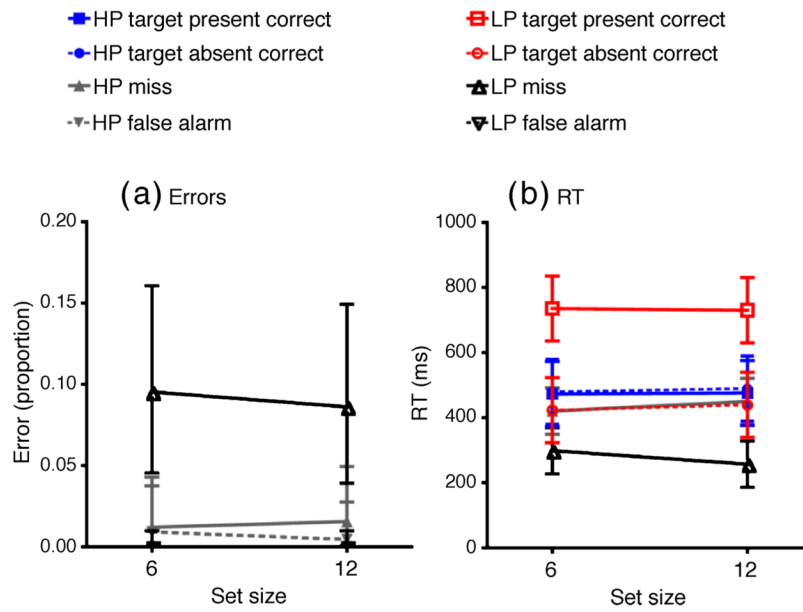 HP target present correct
HP target absent correct
HP miss
HP false alarm
LP target present correct
LP target absent correct
LP miss
LP false alarm
(a) Errors
0.20
0.15
0.10
0.05
0.00
Error (proportion)
6 12
Set size
(b) RT
1000
800
600
400
200
0
RT (ms)
6 12
Set size